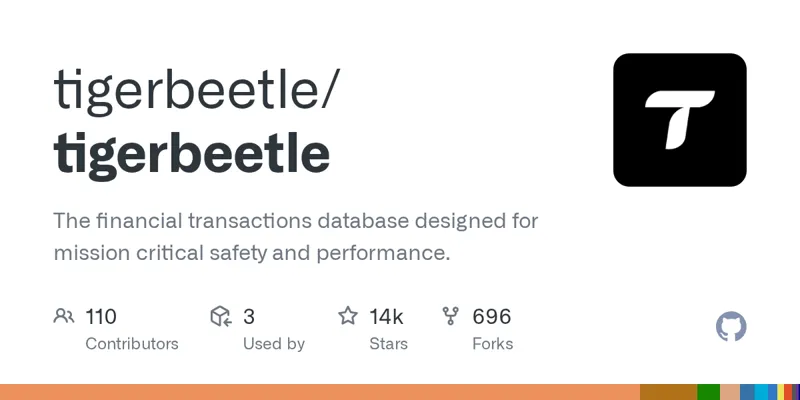 tigerbeetle/
tigerbeetle
The financial transactions database designed for
mission critical safety and performance.
110 3 14k 696
Contributors Used by Stars Forks